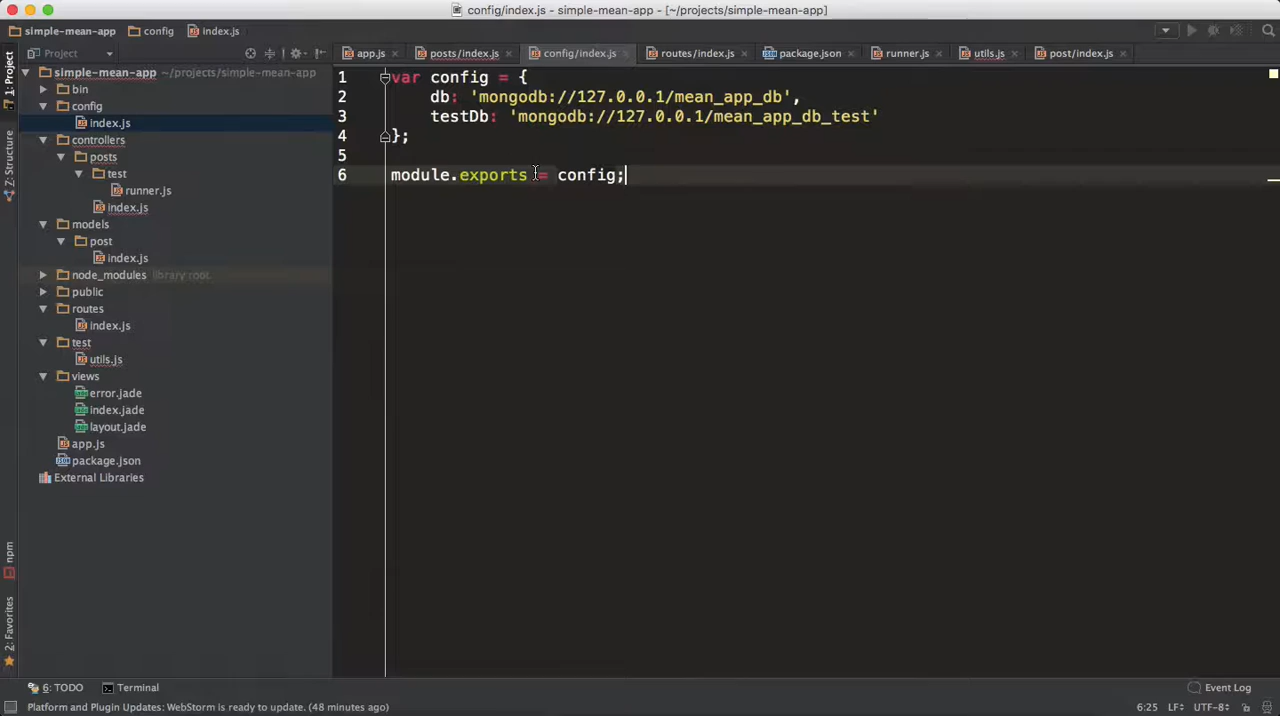 config/index.js - simple-mean-app - [~/projects/simple-mean-app]
simple-mean-app config index.js
Project app.js posts/index.js config/index.js routes/index.js package.json runner.js utils.js post/index.js
1: Project
Z: Structure
npm
2: Favorites
simple-mean-app ~/projects/simple-mean-app
bin
config
index.js
controllers
posts
test
runner.js
index.js
models
post
index.js
node_modules library root
public
routes
index.js
test
utils.js
views
error.jade
index.jade
layout.jade
app.js
package.json
External Libraries
1 var config = {
2 db: 'mongodb://127.0.0.1/mean_app_db',
3 testDb: 'mongodb://127.0.0.1/mean_app_db_test'
4 };
5
6 module.exports = config;
6: TODO Terminal Event Log
Platform and Plugin Updates: WebStorm is ready to update. (48 minutes ago) 6:25 LF÷ UTF-8÷